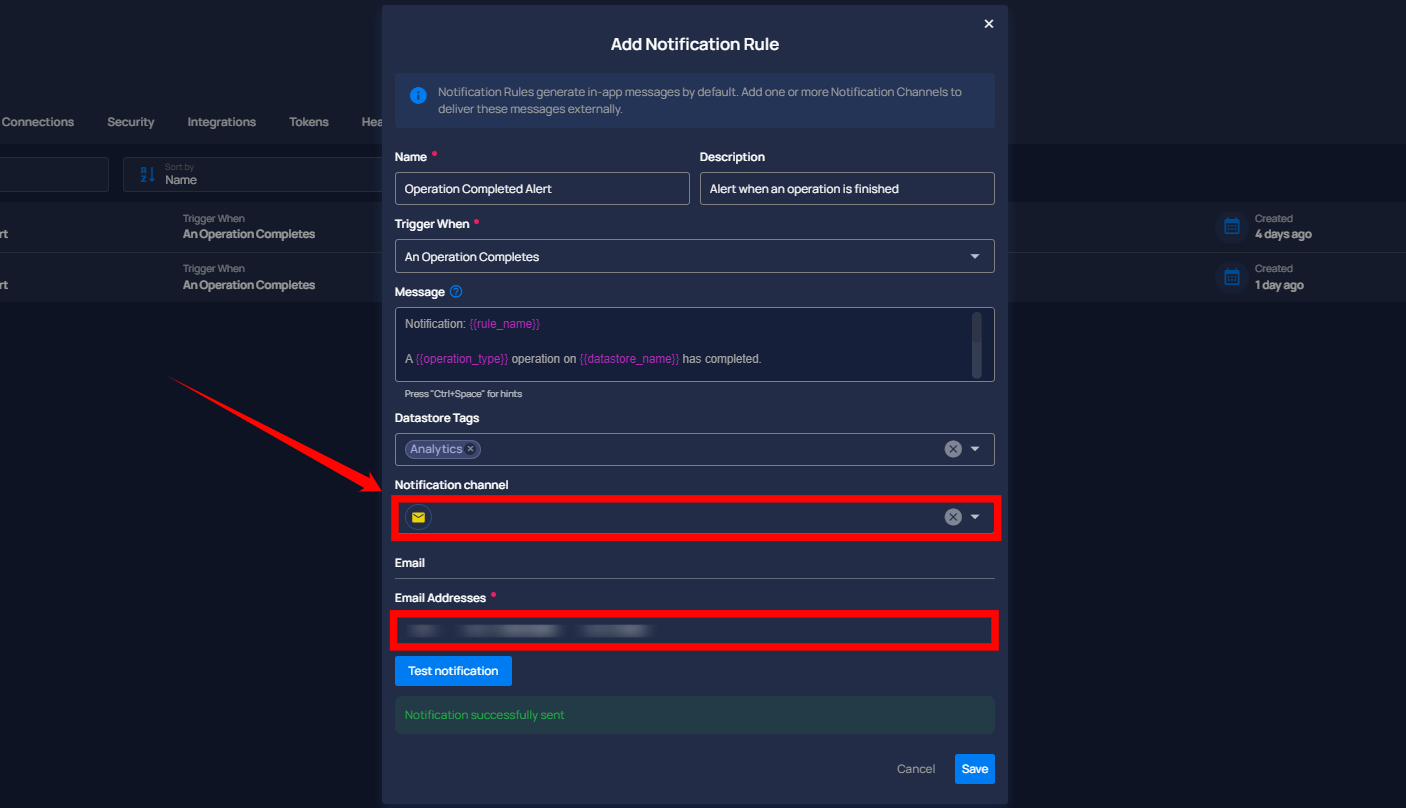 Add Notification Rule
Notification Rules generate in-app messages by default. Add one or more Notification Channels to
deliver these messages externally.
Connections Security Integrations Tokens Hea
Name * Description
Sort by
Name
Operation Completed Alert Alert when an operation is finished
Trigger When *
Trigger When Created
rt An Operation Completes 4 days ago
An Operation Completes
Trigger When Created
rt An Operation Completes 1 day ago
Message
Notification: {{rule_name}}
A {{operation_type}} operation on {{datastore_name}} has completed.
Press "Ctrl+Space" for hints
Datastore Tags
Analytics
Notification channel
Email
Email Addresses *
Test notification
Notification successfully sent
Cancel Save